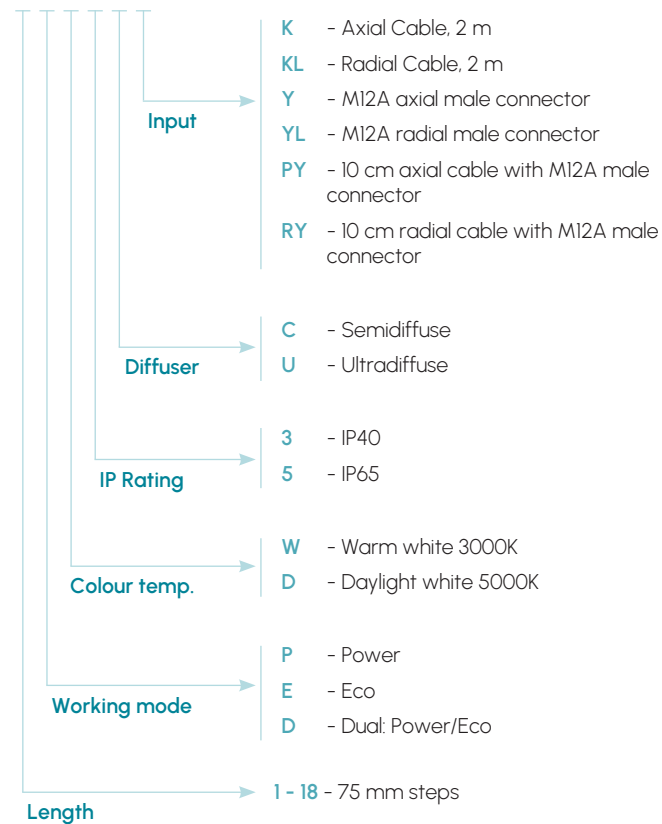 K - Axial Cable, 2 m
KL - Radial Cable, 2 m
Y - M12A axial male connector
Input
YL - M12A radial male connector
PY - 10 cm axial cable with M12A male
connector
RY - 10 cm radial cable with M12A male
connector
C - Semidiffuse
Diffuser
U - Ultradiffuse
3 - IP40
IP Rating
5 - IP65
W - Warm white 3000K
Colour temp.
D - Daylight white 5000K
P - Power
Working mode
E - Eco
D - Dual: Power/Eco
1 - 18 - 75 mm steps
Length